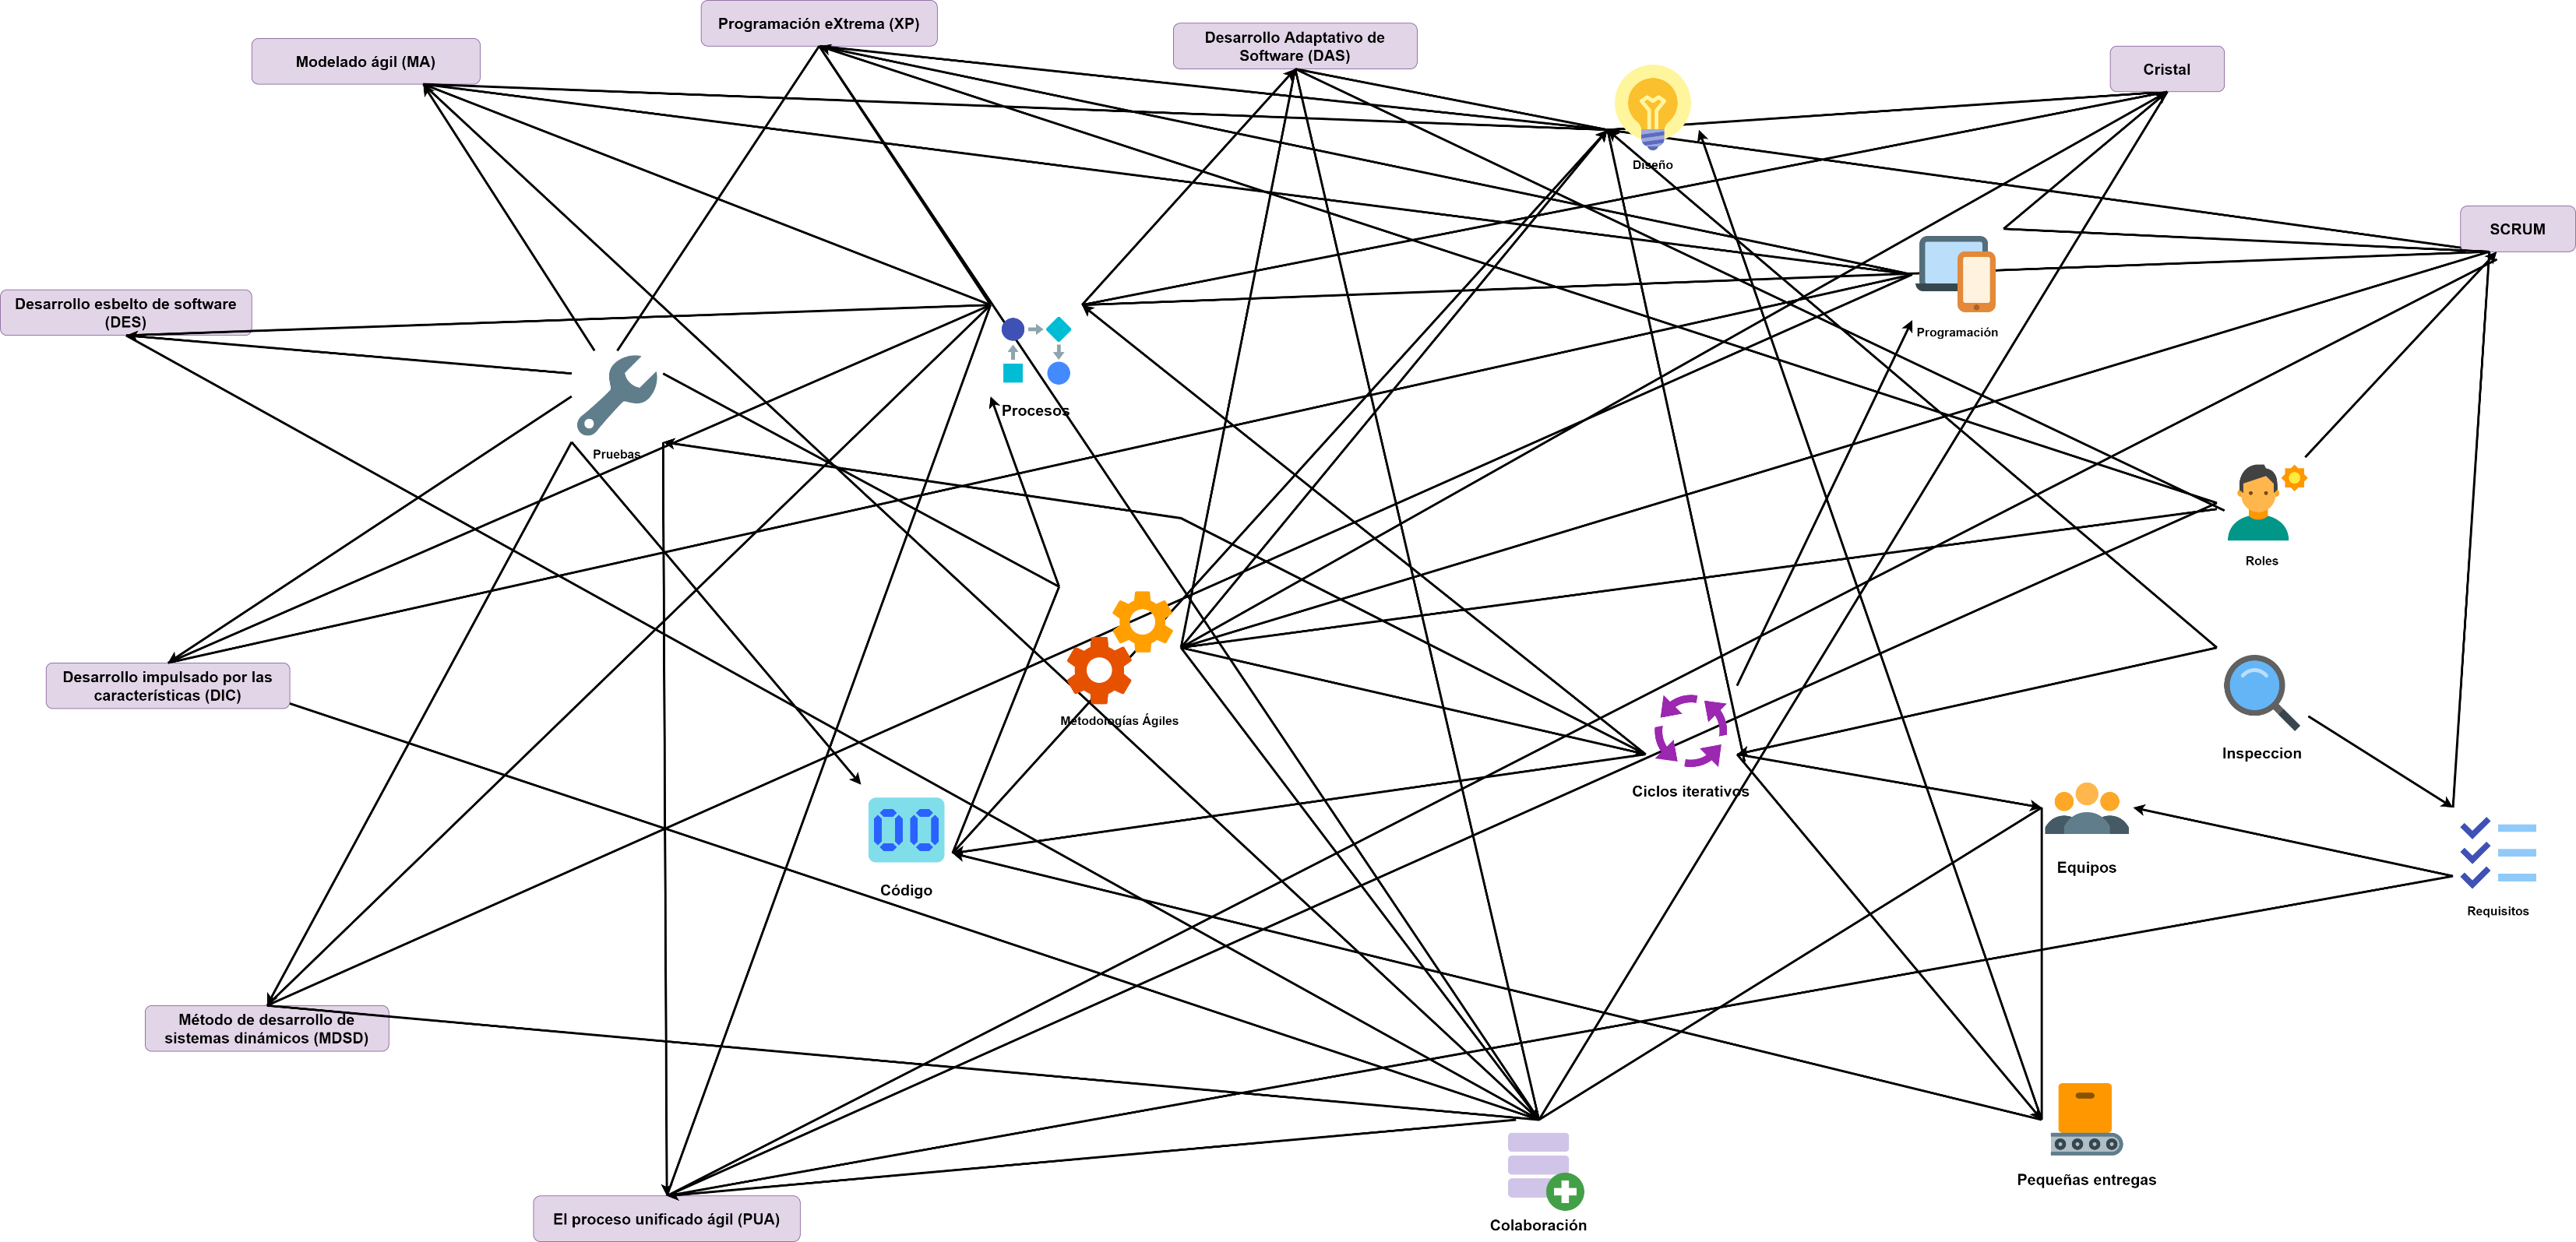 Programación eXtrema (XP)
Desarrollo Adaptativo de
Software (DAS)
Modelado ágil (MA)
Cristal
Diseño
SCRUM
Desarrollo esbelto de software
(DES)
Programación
Procesos
Pruebas
Roles
Desarrollo impulsado por las
características (DIC)
Metodologías Ágiles
Inspeccion
Ciclos iterativos
00
Equipos
Código
Requisitos
Método de desarrollo de
sistemas dinámicos (MDSD)
Pequeñas entregas
El proceso unificado ágil (PUA)
Colaboración